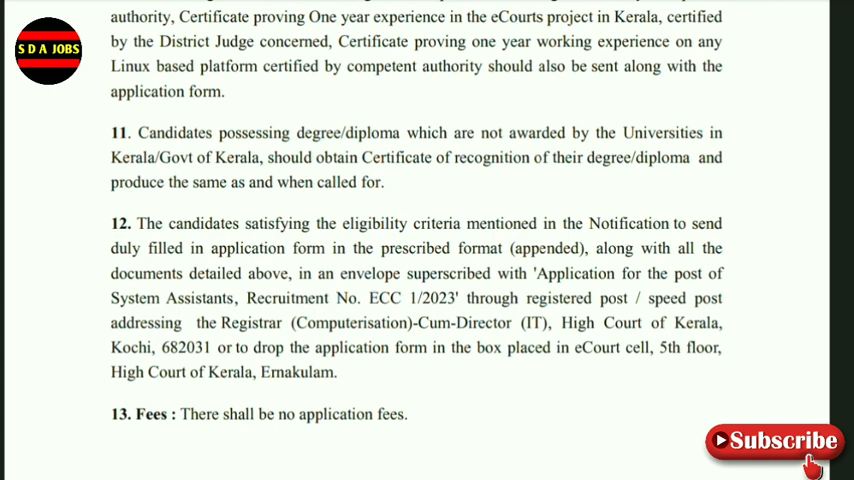 authority, Certificate proving One year experience in the eCourts project in Kerala, certified
S D A JOBS
by the District Judge concerned, Certificate proving one year working experience on any
Linux based platform certified by competent authority should also be sent along with the
application form.
11. Candidates possessing degree/diploma which are not awarded by the Universities in
Kerala/Govt of Kerala, should obtain Certificate of recognition of their degree/diploma and
produce the same as and when called for.
12. The candidates satisfying the eligibility criteria mentioned in the Notification to send
duly filled in application form in the prescribed format (appended), along with all the
documents detailed above, in an envelope superscribed with 'Application for the post of
System Assistants, Recruitment No. ECC 1/2023' through registered post / speed post
addressing the Registrar (Computerisation)-Cum-Director (IT), High Court of Kerala,
Kochi, 682031 or to drop the application form in the box placed in eCourt cell, 5th floor,
High Court of Kerala, Ernakulam.
13. Fees : There shall be no application fees.
Subscribe